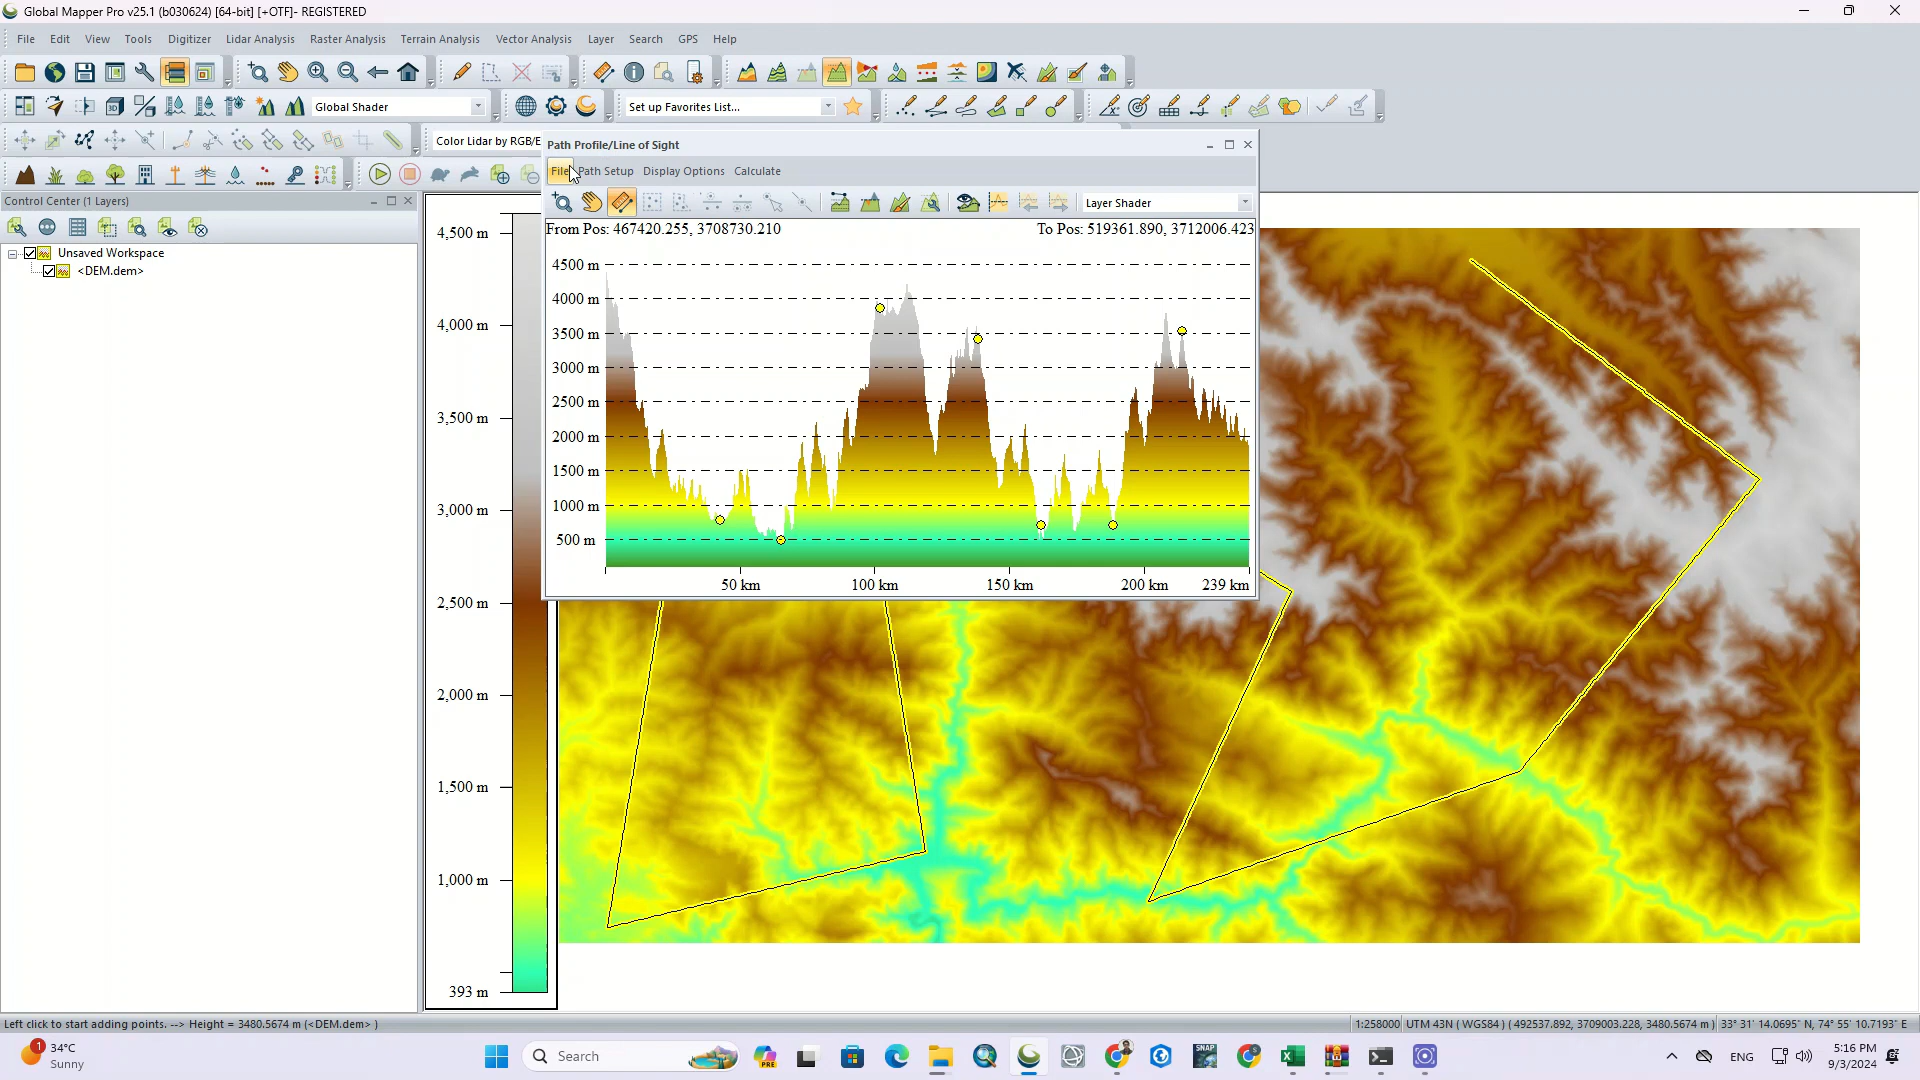 Global Mapper Pro v25.1 (b030624) [64-bit] [+OTF]- REGISTERED
File Edit View Tools Digitizer Lidar Analysis Raster Analysis Terrain Analysis Vector Analysis Layer Search GPS Help
Global Shader Set up Favorites List...
Color Lidar by RGB/E
Control Center (1 Layers)
Unsaved Workspace
<DEM.dem>
4,500 m
4,000 m
3,500 m
3,000 m
2,500 m
2,000 m
1,500 m
1,000 m
393 m
Path Profile/Line of Sight
File Path Setup Display Options Calculate
Layer Shader
From Pos: 467420.255, 3708730.210 To Pos: 519361.890, 3712006.423
4500 m
4000 m
3500 m
3000 m
2500 m
2000 m
1500 m
1000 m
500 m
50 km 100 km 150 km 200 km 239 km
Left click to start adding points. --> Height = 3480.5674 m (<DEM.dem> )
1:258000 UTM 43N ( WGS84 ) ( 492537.892, 3709003.228, 3480.5674 m ) 33° 31' 14.0695" N, 74° 55' 10.7193" E
1
34°C
Sunny
Search
PRE
SNAP
S
ENG
5:16 PM
9/3/2024